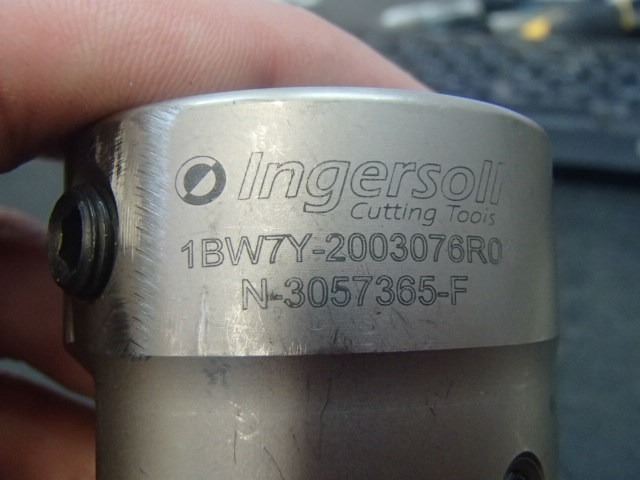 Ingersoll
Cutting Tools
1BW7Y-2003076R0
N-3057365-F